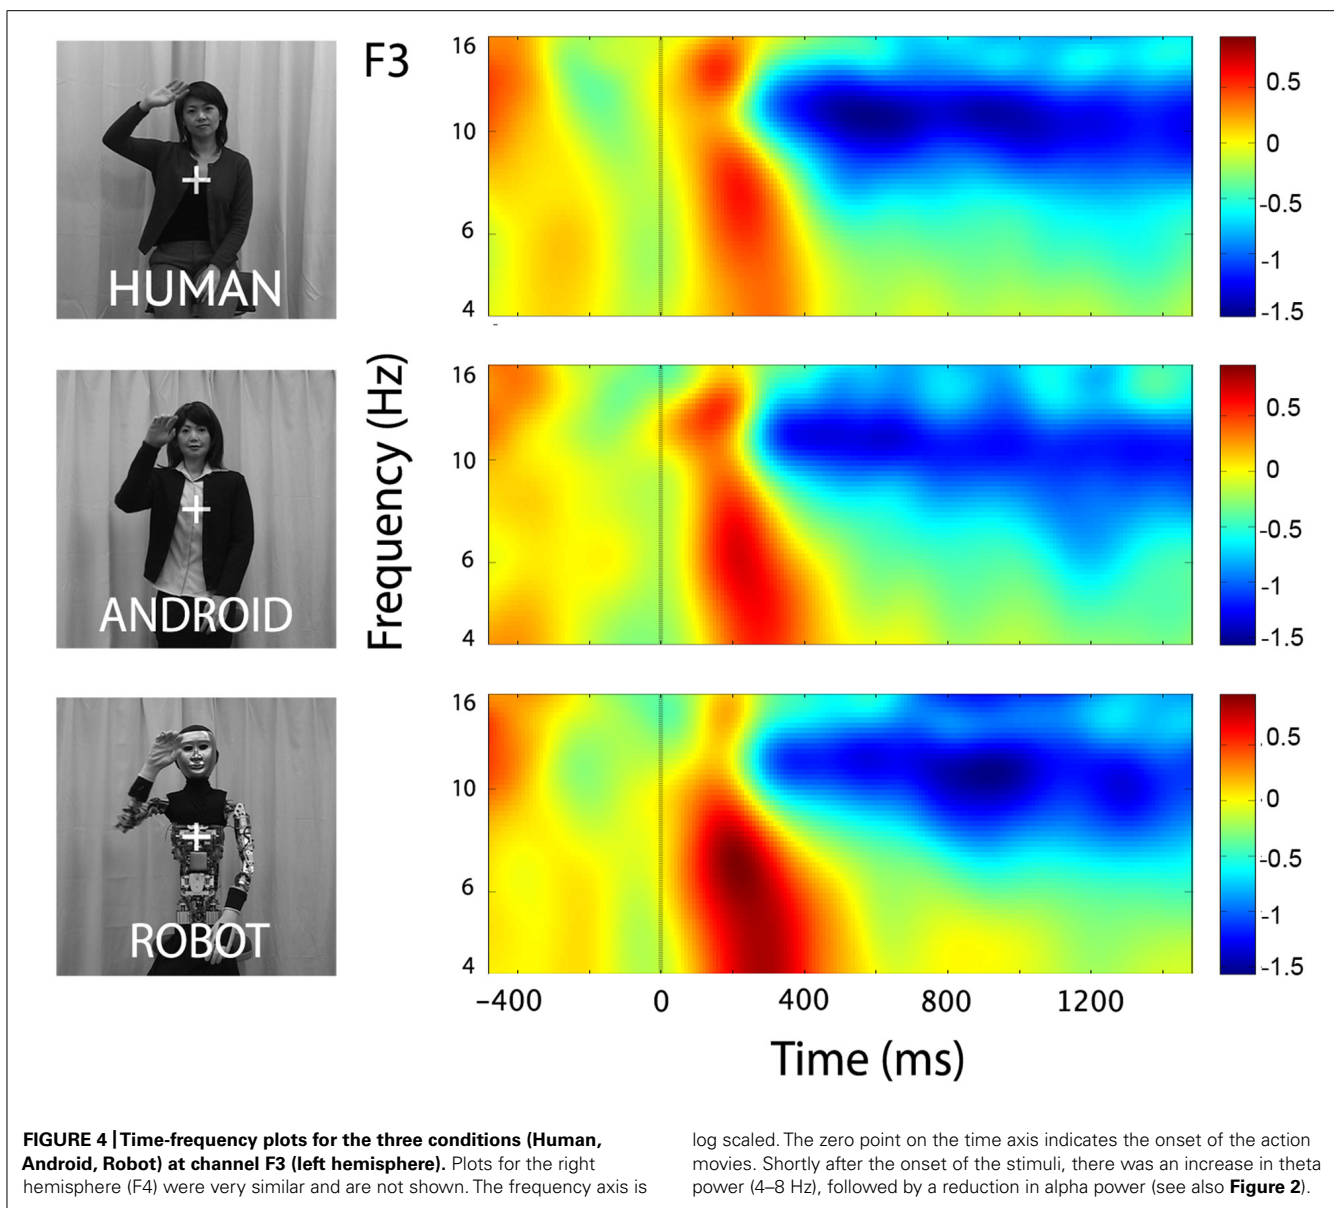 F3
HUMAN
16
10
6
4
0.5
0
-0.5
-1
-1.5
ANDROID
Frequency (Hz)
16
10
6
4
0.5
0
-0.5
-1
-1.5
ROBOT
16
10
6
4
0.5
0
-0.5
-1
-1.5
−400 0 400 800 1200
Time (ms)
FIGURE 4 | Time-frequency plots for the three conditions (Human,
Android, Robot) at channel F3 (left hemisphere). Plots for the right
hemisphere (F4) were very similar and are not shown. The frequency axis is
log scaled. The zero point on the time axis indicates the onset of the action
movies. Shortly after the onset of the stimuli, there was an increase in theta
power (4–8 Hz), followed by a reduction in alpha power (see also Figure 2).